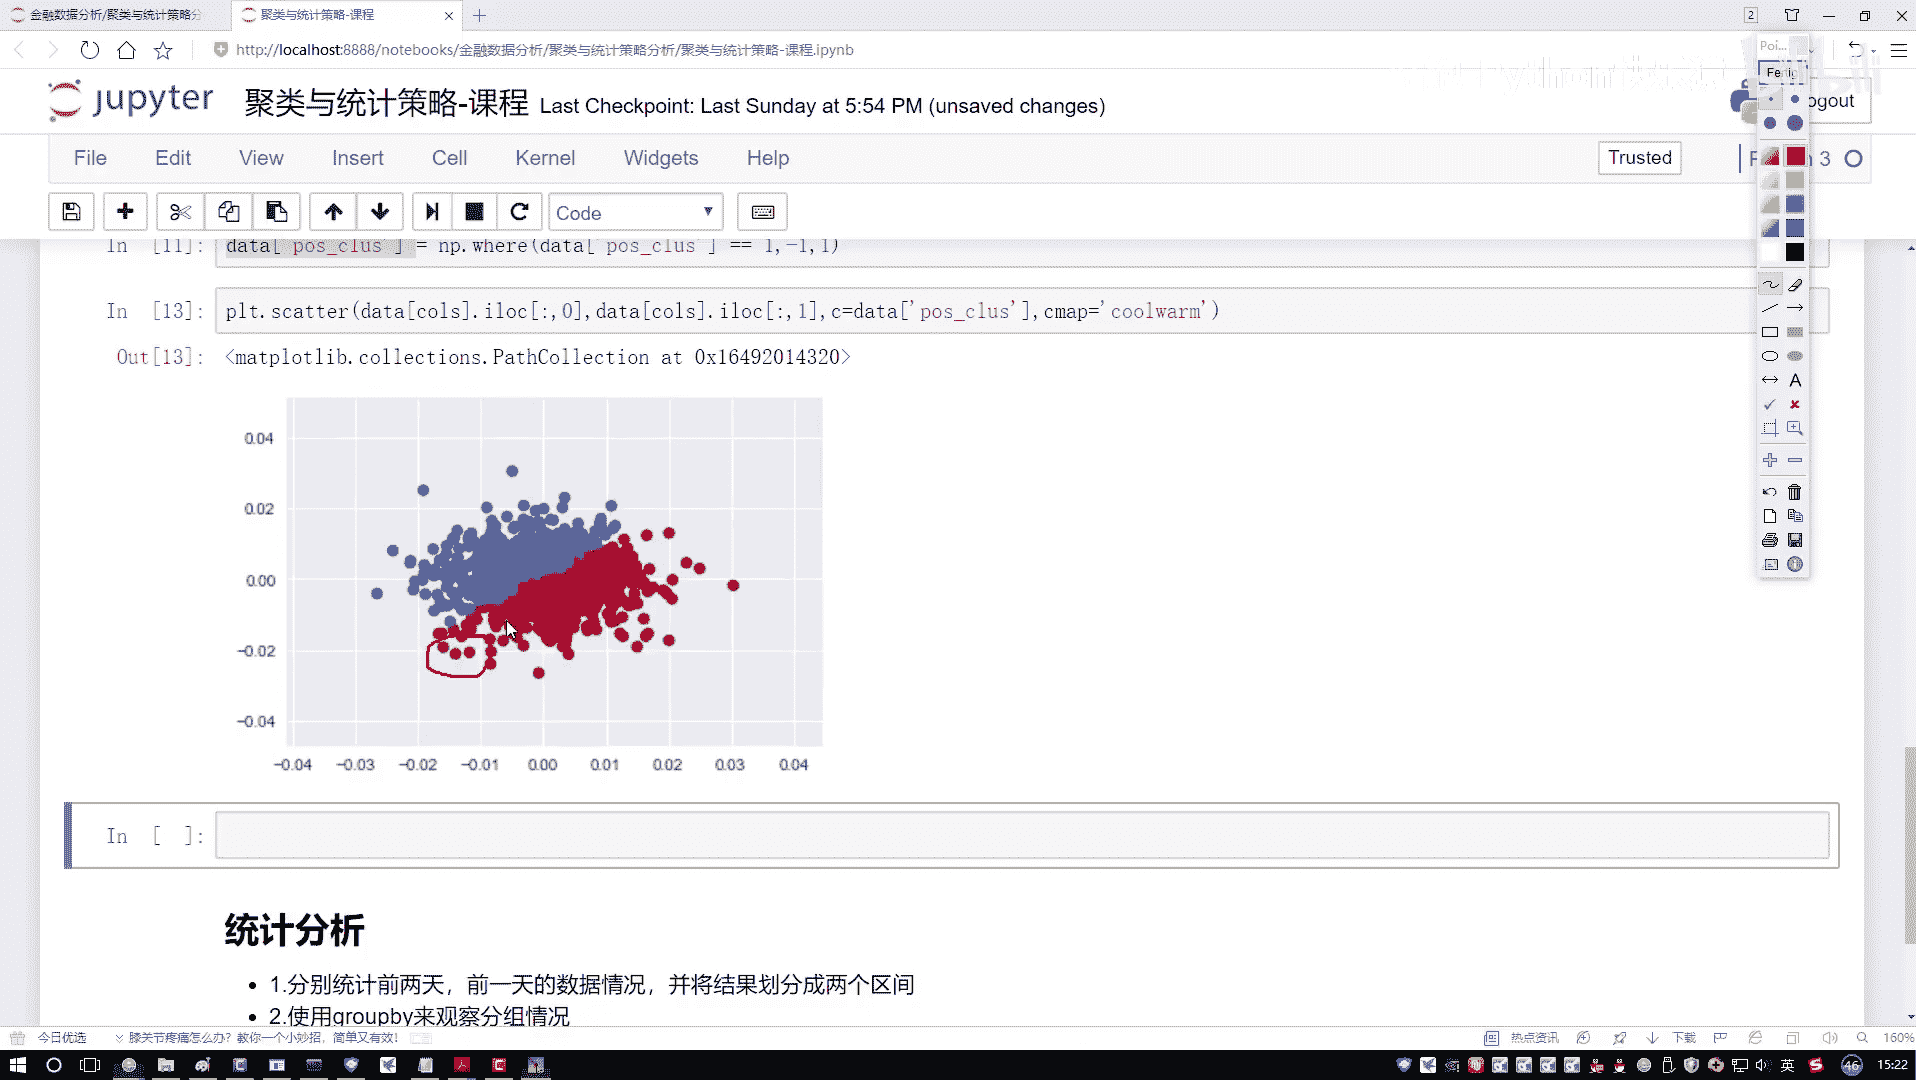 金融数据分析/聚类与统计策略分
聚类与统计策略-课程
2
http://localhost:8888/notebooks/金融数据分析/聚类与统计策略分析/聚类与统计策略-课程.ipynb
Poi...
jupyter 聚类与统计策略-课程 Last Checkpoint: Last Sunday at 5:54 PM (unsaved changes)
Fertig
ogout
File Edit View Insert Cell Kernel Widgets Help
Trusted
3
Code
In [11]: data['pos_clus'] = np.where(data['pos_clus'] == 1,-1,1)
In [13]: plt.scatter(data[cols].iloc[:,0],data[cols].iloc[:,1],c=data['pos_clus'],cmap='coolwarm')
Out[13]: <matplotlib.collections.PathCollection at 0x16492014320>
0.04
0.02
0.00
−0.02
−0.04
−0.04 −0.03 −0.02 −0.01 0.00 0.01 0.02 0.03 0.04
In [ ]:
统计分析
• 1.分别统计前两天，前一天的数据情况，并将结果划分成两个区间
• 2.使用groupby来观察分组情况
今日优选
膝关节疼痛怎么办? 教你一个小妙招，简单又有效!
热点资讯
下载
160%
英
46
15:22